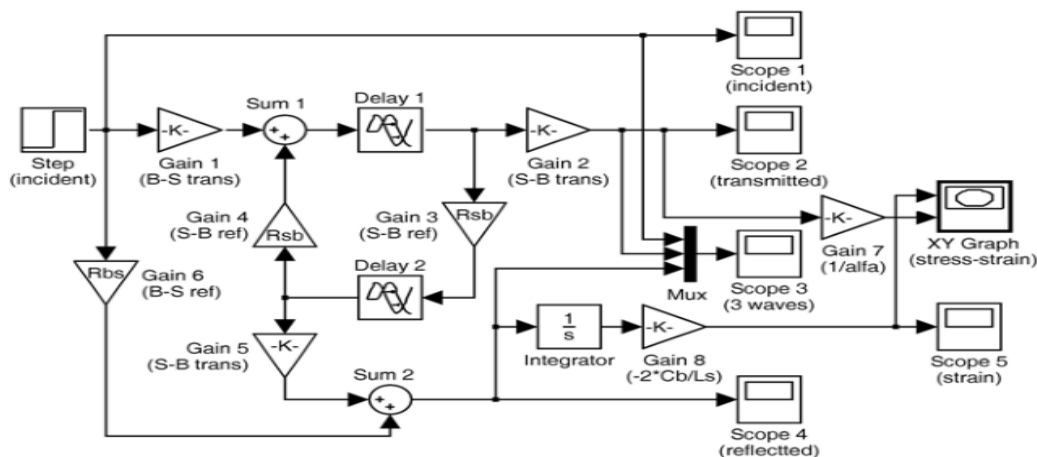 Scope 1
(incident)
Step
(incident)
-K-
Gain 1
(B-S trans)
Sum 1
+
+
Delay 1
-K-
Gain 2
(S-B trans)
Scope 2
(transmitted)
Gain 4
(S-B ref)
Rsb
Gain 3
(S-B ref)
Rsb
-K-
Gain 7
(1/alfa)
XY Graph
(stress-strain)
Rbs
Gain 6
(B-S ref)
Delay 2
Mux
Scope 3
(3 waves)
Gain 5
(S-B trans)
-K-
1
s
Integrator
-K-
Gain 8
(-2*Cb/Ls)
Scope 5
(strain)
Sum 2
+
+
Scope 4
(reflectted)